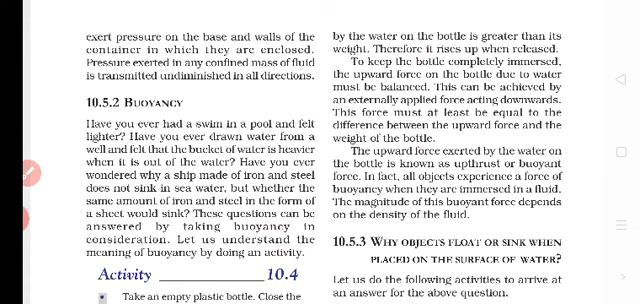 exert pressure on the base and walls of the
container in which they are enclosed.
Pressure exerted in any confined mass of fluid
is transmitted undiminished in all directions.
10.5.2 BUOYANCY
Have you ever had a swim in a pool and felt
lighter? Have you ever drawn water from a
well and felt that the bucket of water is heavier
when it is out of the water? Have you ever
wondered why a ship made of iron and steel
does not sink in sea water, but whether the
same amount of iron and steel in the form of
a sheet would sink? These questions can be
answered by taking buoyancy in
consideration. Let us understand the
meaning of buoyancy by doing an activity.
Activity ______________ 10.4
• Take an empty plastic bottle. Close the
by the water on the bottle is greater than its
weight. Therefore it rises up when released.
To keep the bottle completely immersed,
the upward force on the bottle due to water
must be balanced. This can be achieved by
an externally applied force acting downwards.
This force must at least be equal to the
difference between the upward force and the
weight of the bottle.
The upward force exerted by the water on
the bottle is known as upthrust or buoyant
force. In fact, all objects experience a force of
buoyancy when they are immersed in a fluid.
The magnitude of this buoyant force depends
on the density of the fluid.
10.5.3 WHY OBJECTS FLOAT OR SINK WHEN
PLACED ON THE SURFACE OF WATER?
Let us do the following activities to arrive at
an answer for the above question.